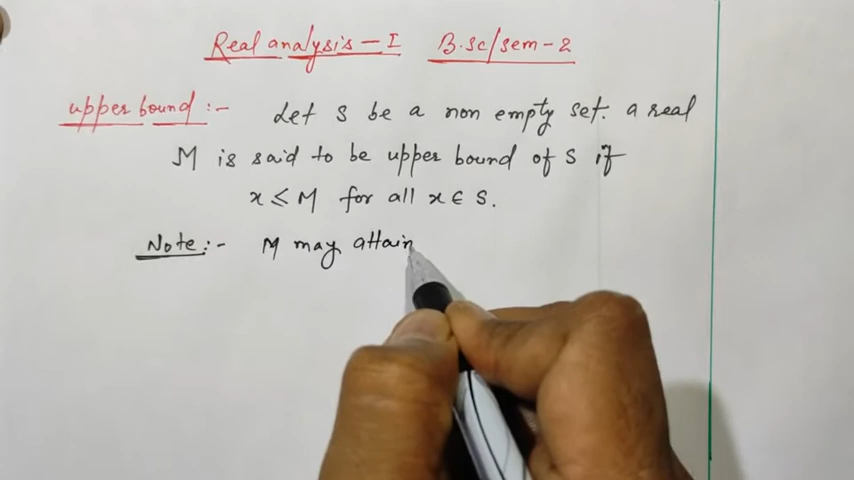 Real analysis - I B.sc/sem - 2
upper bound :- Let S be a non empty set. a real
M is said to be upper bound of S if
x ≤ M for all x ∈ S.
Note :- M may attain